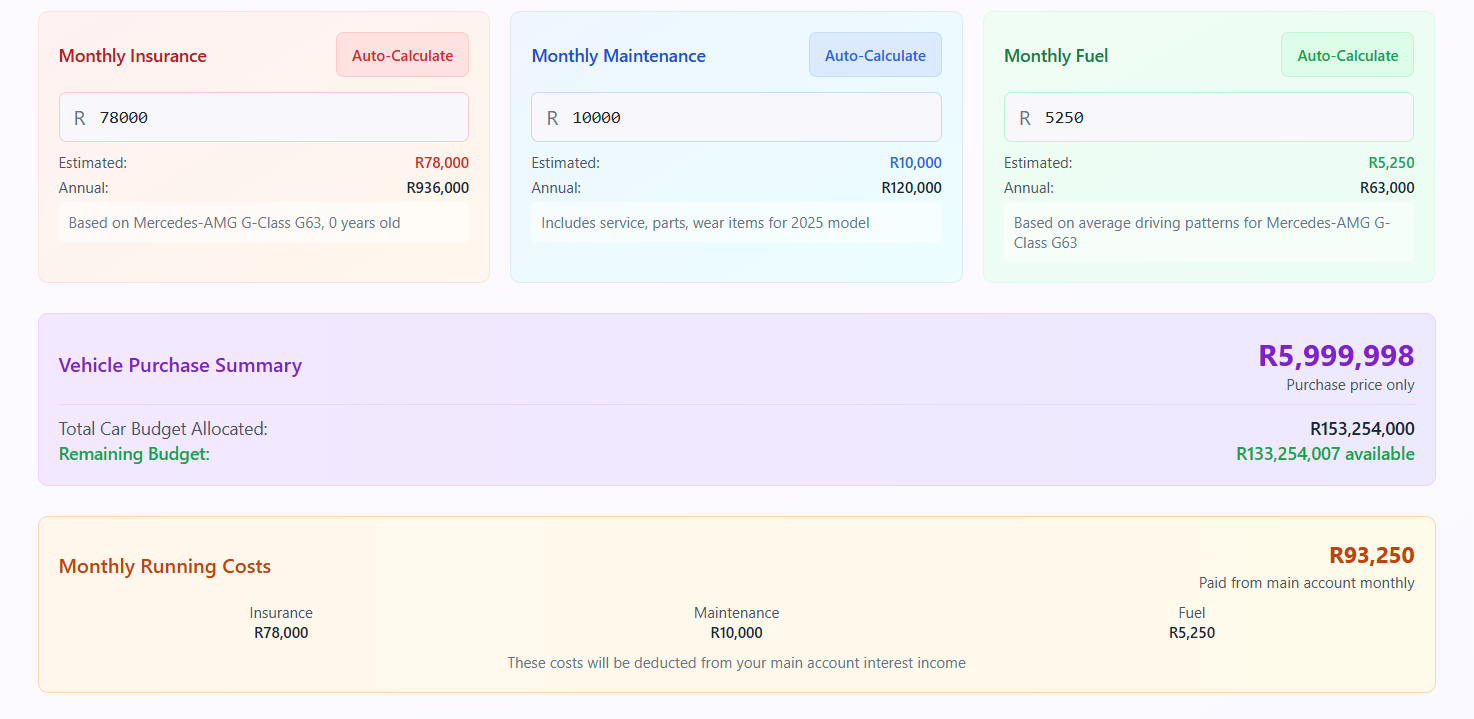 Monthly Insurance
Auto-Calculate
R 78000
Estimated: R78,000
Annual: R936,000
Based on Mercedes-AMG G-Class G63, 0 years old
Monthly Maintenance
Auto-Calculate
R 10000
Estimated: R10,000
Annual: R120,000
Includes service, parts, wear items for 2025 model
Monthly Fuel
Auto-Calculate
R 5250
Estimated: R5,250
Annual: R63,000
Based on average driving patterns for Mercedes-AMG G-
Class G63
Vehicle Purchase Summary
R5,999,998
Purchase price only
Total Car Budget Allocated: R153,254,000
Remaining Budget: R133,254,007 available
Monthly Running Costs
R93,250
Paid from main account monthly
Insurance
R78,000
Maintenance
R10,000
Fuel
R5,250
These costs will be deducted from your main account interest income